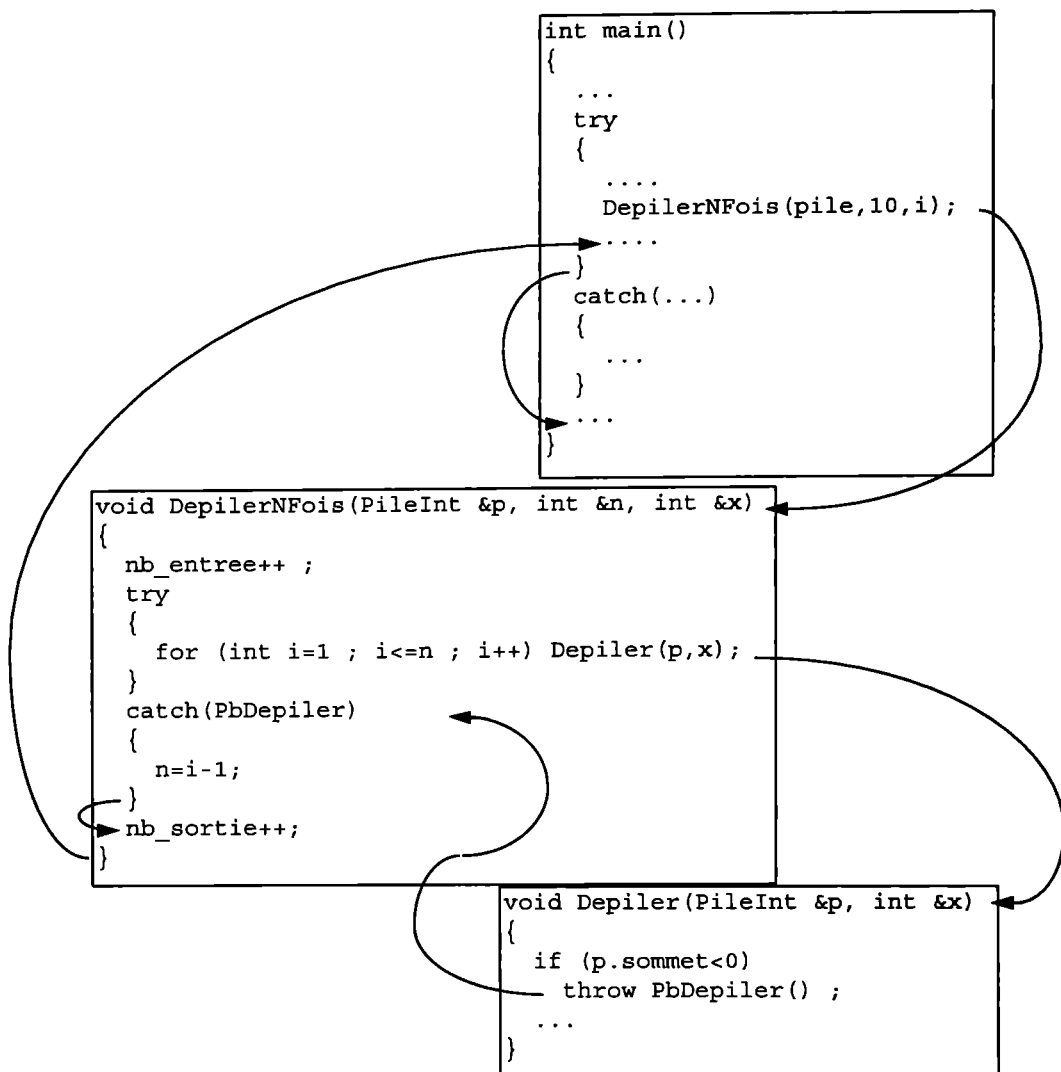 int main()
{
...
try
{
....
DepilerNFois(pile,10,i);
....
}
catch(...)
{
...
}
...
}
void DepilerNFois(PileInt &p, int &n, int &x)
{
nb_entree++ ;
try
{
for (int i=1 ; i<=n ; i++) Depiler(p,x);
}
catch(PbDepiler)
{
n=i-1;
}
nb_sortie++;
}
void Depiler(PileInt &p, int &x)
{
if (p.sommet<0)
throw PbDepiler() ;
...
}